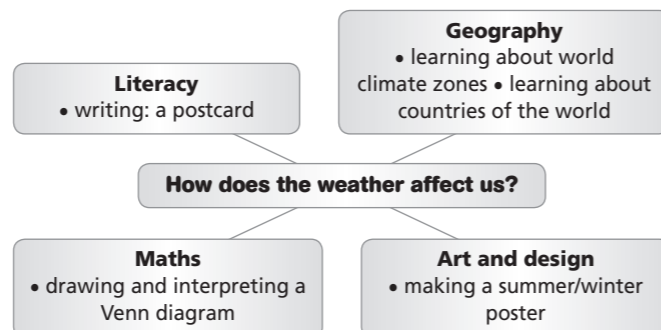 Literacy
• writing: a postcard
Geography
• learning about world
climate zones • learning about
countries of the world
How does the weather affect us?
Maths
• drawing and interpreting a
Venn diagram
Art and design
• making a summer/winter
poster